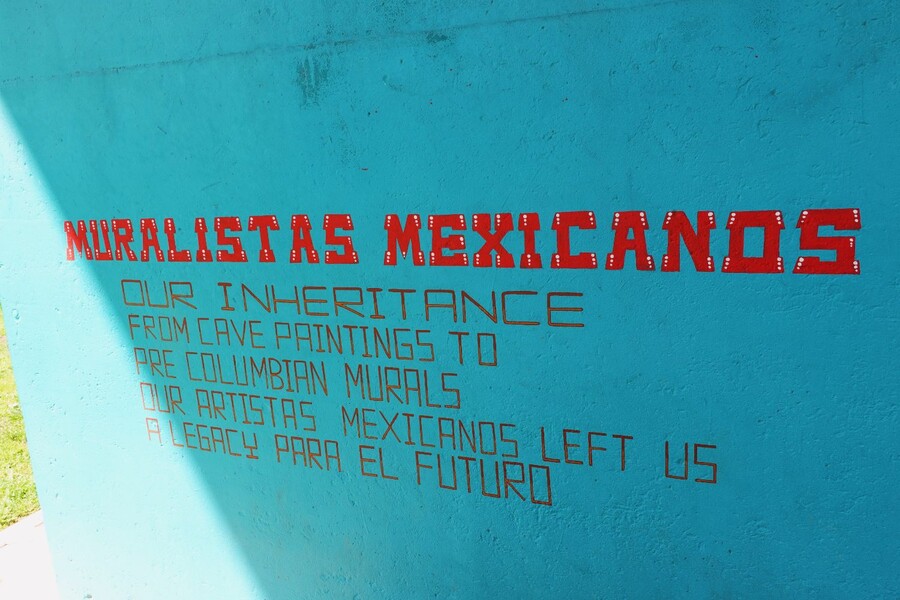 MURALISTAS MEXICANOS
OUR INHERITANCE
FROM CAVE PAINTINGS TO
PRE COLUMBIAN MURALS
OUR ARTISTAS MEXICANOS LEFT US
A LEGACY PARA EL FUTURO